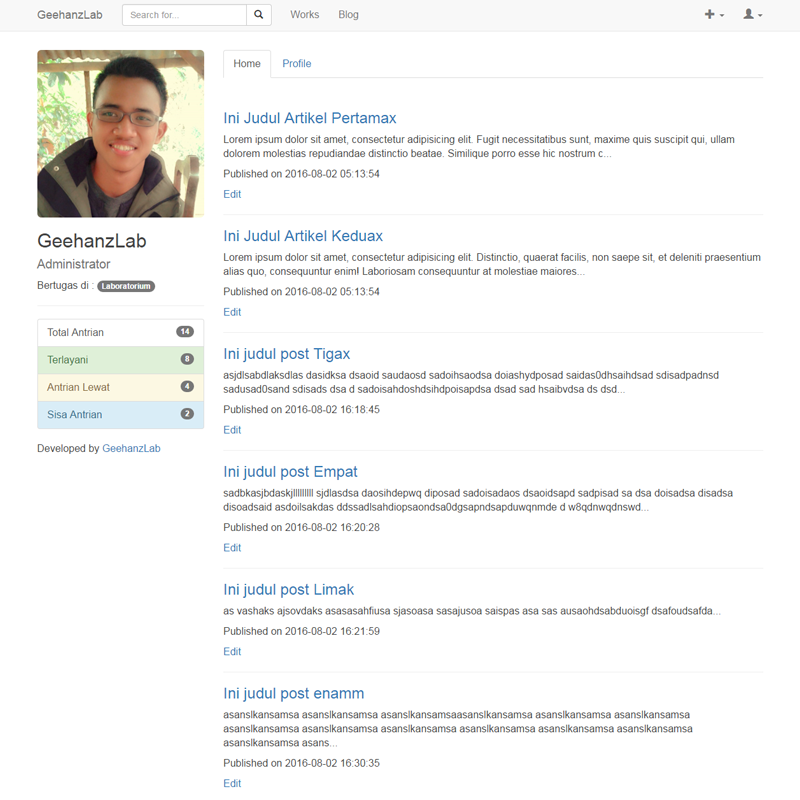 GeehanzLab Search for... Works Blog
Home Profile
GeehanzLab
Administrator
Bertugas di : Laboratorium
Total Antrian 14
Terlayani 8
Antrian Lewat 4
Sisa Antrian 2
Developed by GeehanzLab
Ini Judul Artikel Pertamax
Lorem ipsum dolor sit amet, consectetur adipisicing elit. Fugit necessitatibus sunt, maxime quis suscipit qui, ullam
dolorem molestias repudiandae distinctio beatae. Similique porro esse hic nostrum c...
Published on 2016-08-02 05:13:54
Edit
Ini Judul Artikel Keduax
Lorem ipsum dolor sit amet, consectetur adipisicing elit. Distinctio, quaerat facilis, non saepe sit, et deleniti praesentium
alias quo, consequuntur enim! Laboriosam consequuntur at molestiae maiores...
Published on 2016-08-02 05:13:54
Edit
Ini judul post Tigax
asjdlsabdlaksdlas dasidksa dsaoid saudaosd sadoihsaodsa doiashydposad saidas0dhsaihdsad sdisadpadnsd
sadusad0sand sdisads dsa d sadoisahdoshdsihdpoisapdsa dsad sad hsaibvdsa ds dsd...
Published on 2016-08-02 16:18:45
Edit
Ini judul post Empat
sadbkasjbdaskjlllllllll sjdlasdsa daosihdepwq diposad sadoisadaos dsaoidsapd sadpisad sa dsa doisadsa disadsa
disoadsaid asdoilsakdas ddssadlsahdiopsaondsa0dgsapndsapduwqnmde d w8qdnwqdnswd...
Published on 2016-08-02 16:20:28
Edit
Ini judul post Limak
as vashaks ajsovdaks asasasahfiusa sjasoasa sasajusoa saispas asa sas ausaohdsabduoisgf dsafoudsafda...
Published on 2016-08-02 16:21:59
Edit
Ini judul post enamm
asanslkansamsa asanslkansamsa asanslkansamsaasanslkansamsa asanslkansamsa asanslkansamsa
asanslkansamsa asanslkansamsa asanslkansamsa asanslkansamsa asanslkansamsa asanslkansamsa
asanslkansamsa asans...
Published on 2016-08-02 16:30:35
Edit